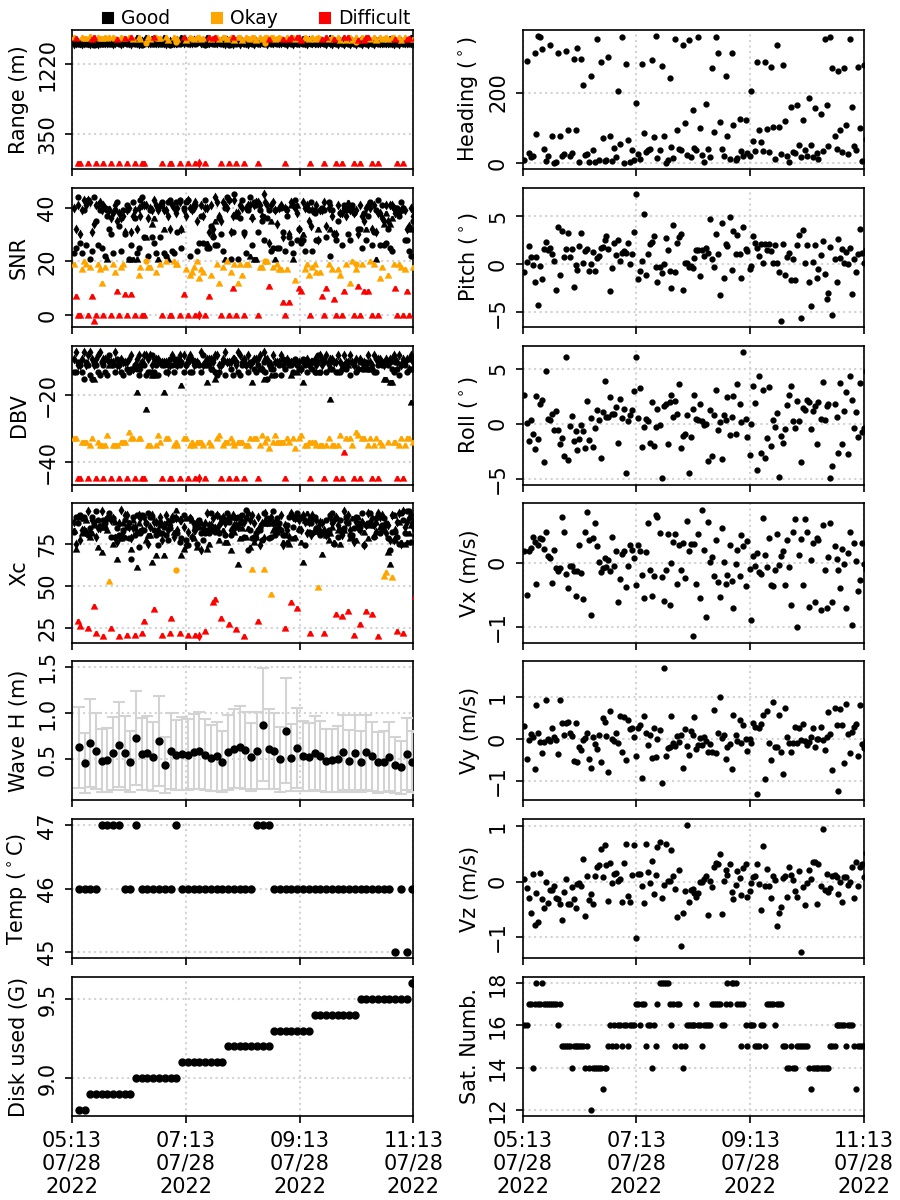 Good Okay Difficult
Range (m)
1220
350
Heading (°)
200
0
SNR
40
20
0
Pitch (°)
5
0
−5
DBV
−20
−40
Roll (°)
5
0
−5
Xc
75
50
25
Vx (m/s)
0
−1
Wave H (m)
1.5
1.0
0.5
Vy (m/s)
1
0
−1
Temp (°C)
47
46
45
Vz (m/s)
1
0
−1
Disk used (G)
9.5
9.0
Sat. Numb.
18
16
14
12
05:13 07:13 09:13 11:13
07/28 07/28 07/28 07/28
2022 2022 2022 2022
05:13 07:13 09:13 11:13
07/28 07/28 07/28 07/28
2022 2022 2022 2022